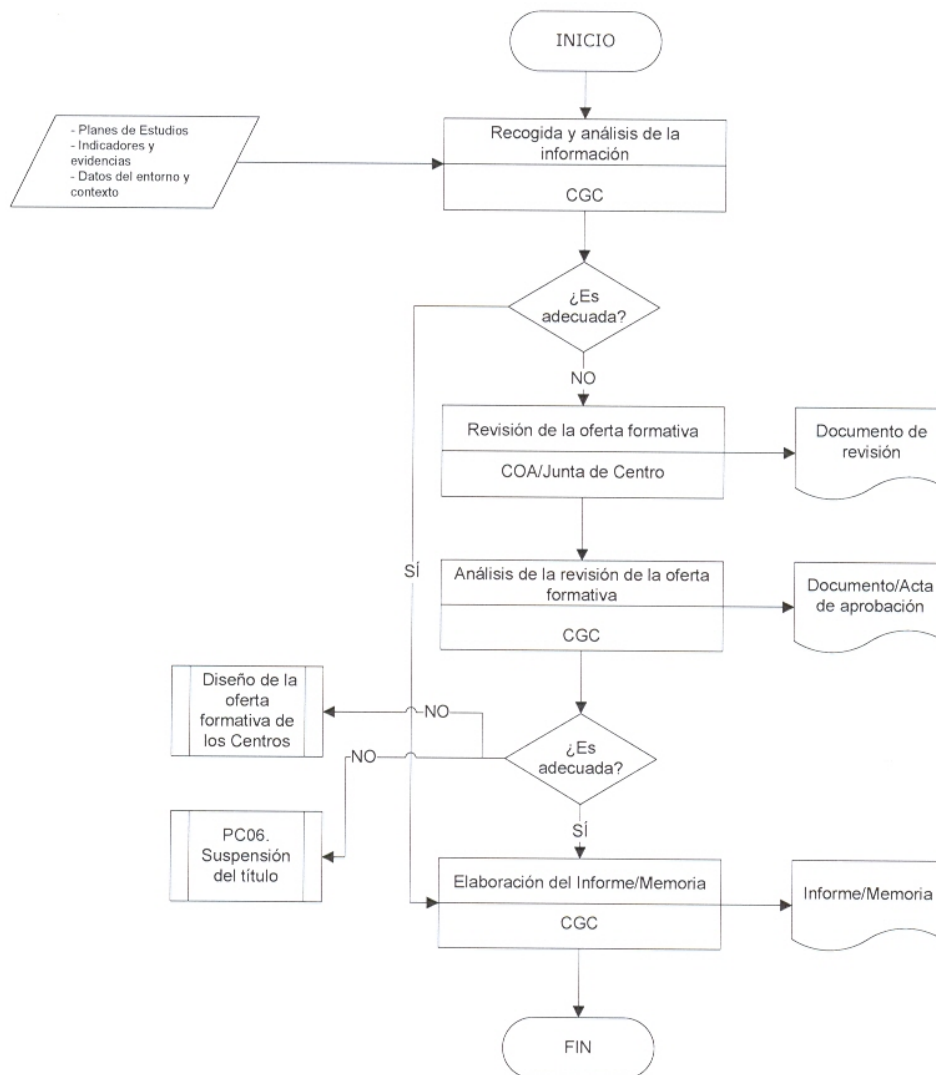 INICIO
- Planes de Estudios
- Indicadores y
evidencias
- Datos del entorno y
contexto
Recogida y análisis de la
información
CGC
¿Es
adecuada?
NO
Revisión de la oferta formativa
COA/Junta de Centro
Documento de
revisión
SÍ
Análisis de la revisión de la oferta
formativa
CGC
Documento/Acta
de aprobación
Diseño de la
oferta
formativa de
los Centros
NO
NO
¿Es
adecuada?
PC06.
Suspensión
del título
SÍ
Elaboración del Informe/Memoria
CGC
Informe/Memoria
FIN